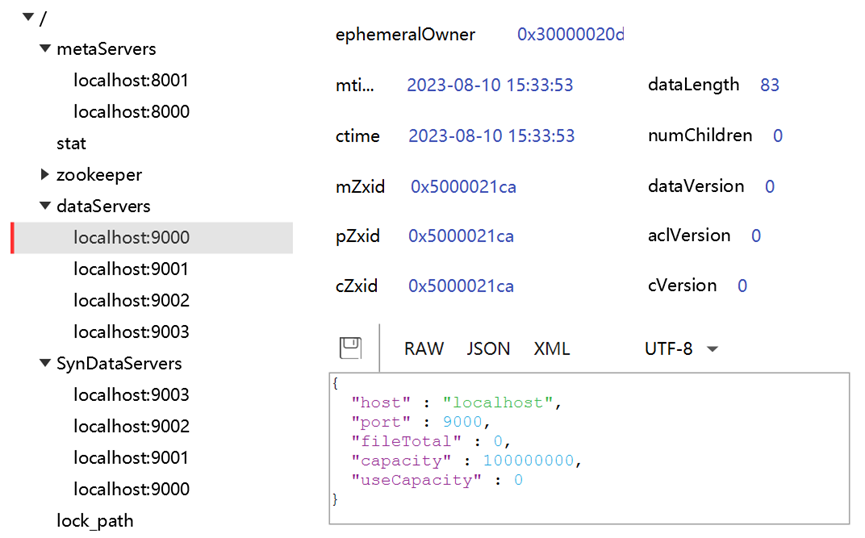 /
metaServers
localhost:8001
localhost:8000
stat
zookeeper
dataServers
localhost:9000
localhost:9001
localhost:9002
localhost:9003
SynDataServers
localhost:9003
localhost:9002
localhost:9001
localhost:9000
lock_path
ephemeralOwner 0x30000020d
mti... 2023-08-10 15:33:53 dataLength 83
ctime 2023-08-10 15:33:53 numChildren 0
mZxid 0x5000021ca dataVersion 0
pZxid 0x5000021ca aclVersion 0
cZxid 0x5000021ca cVersion 0
RAW JSON XML UTF-8
{
"host" : "localhost",
"port" : 9000,
"fileTotal" : 0,
"capacity" : 100000000,
"useCapacity" : 0
}